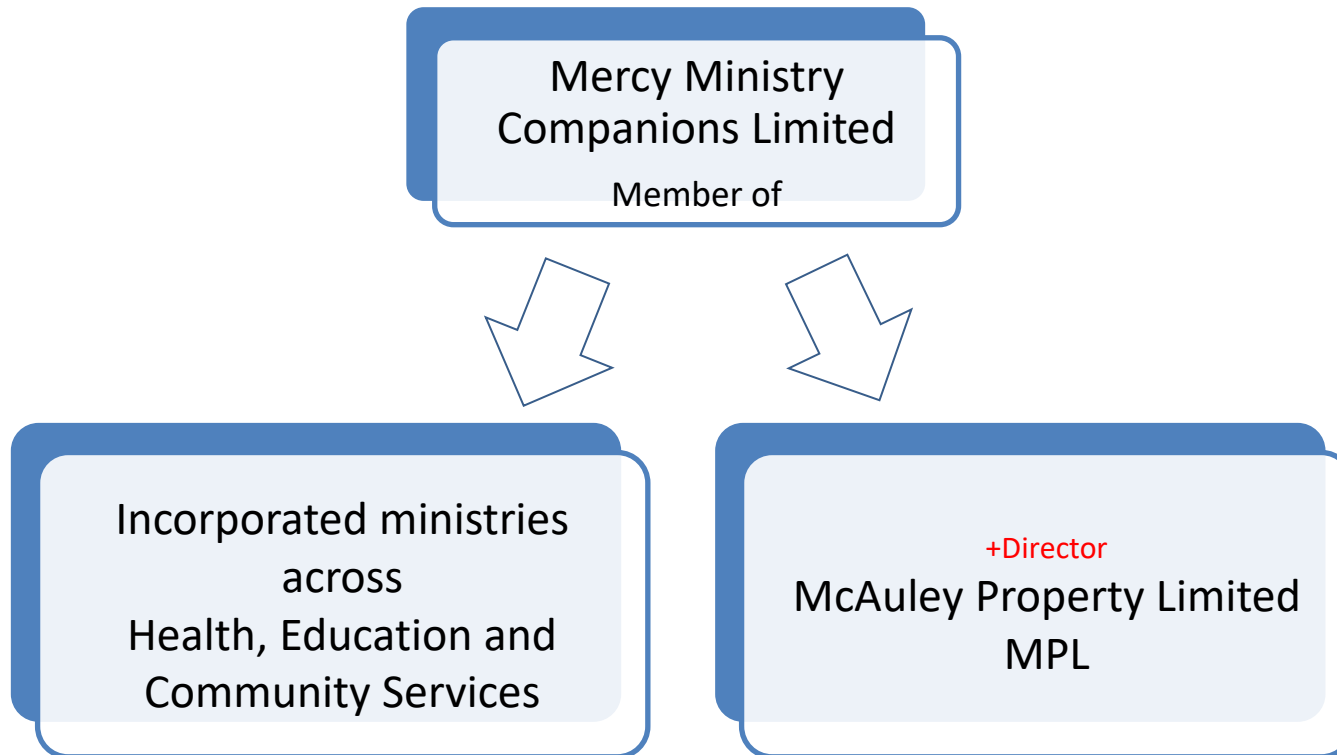 Mercy Ministry
Companions Limited
Member of
Incorporated ministries
across
Health, Education and
Community Services
+Director
McAuley Property Limited
MPL